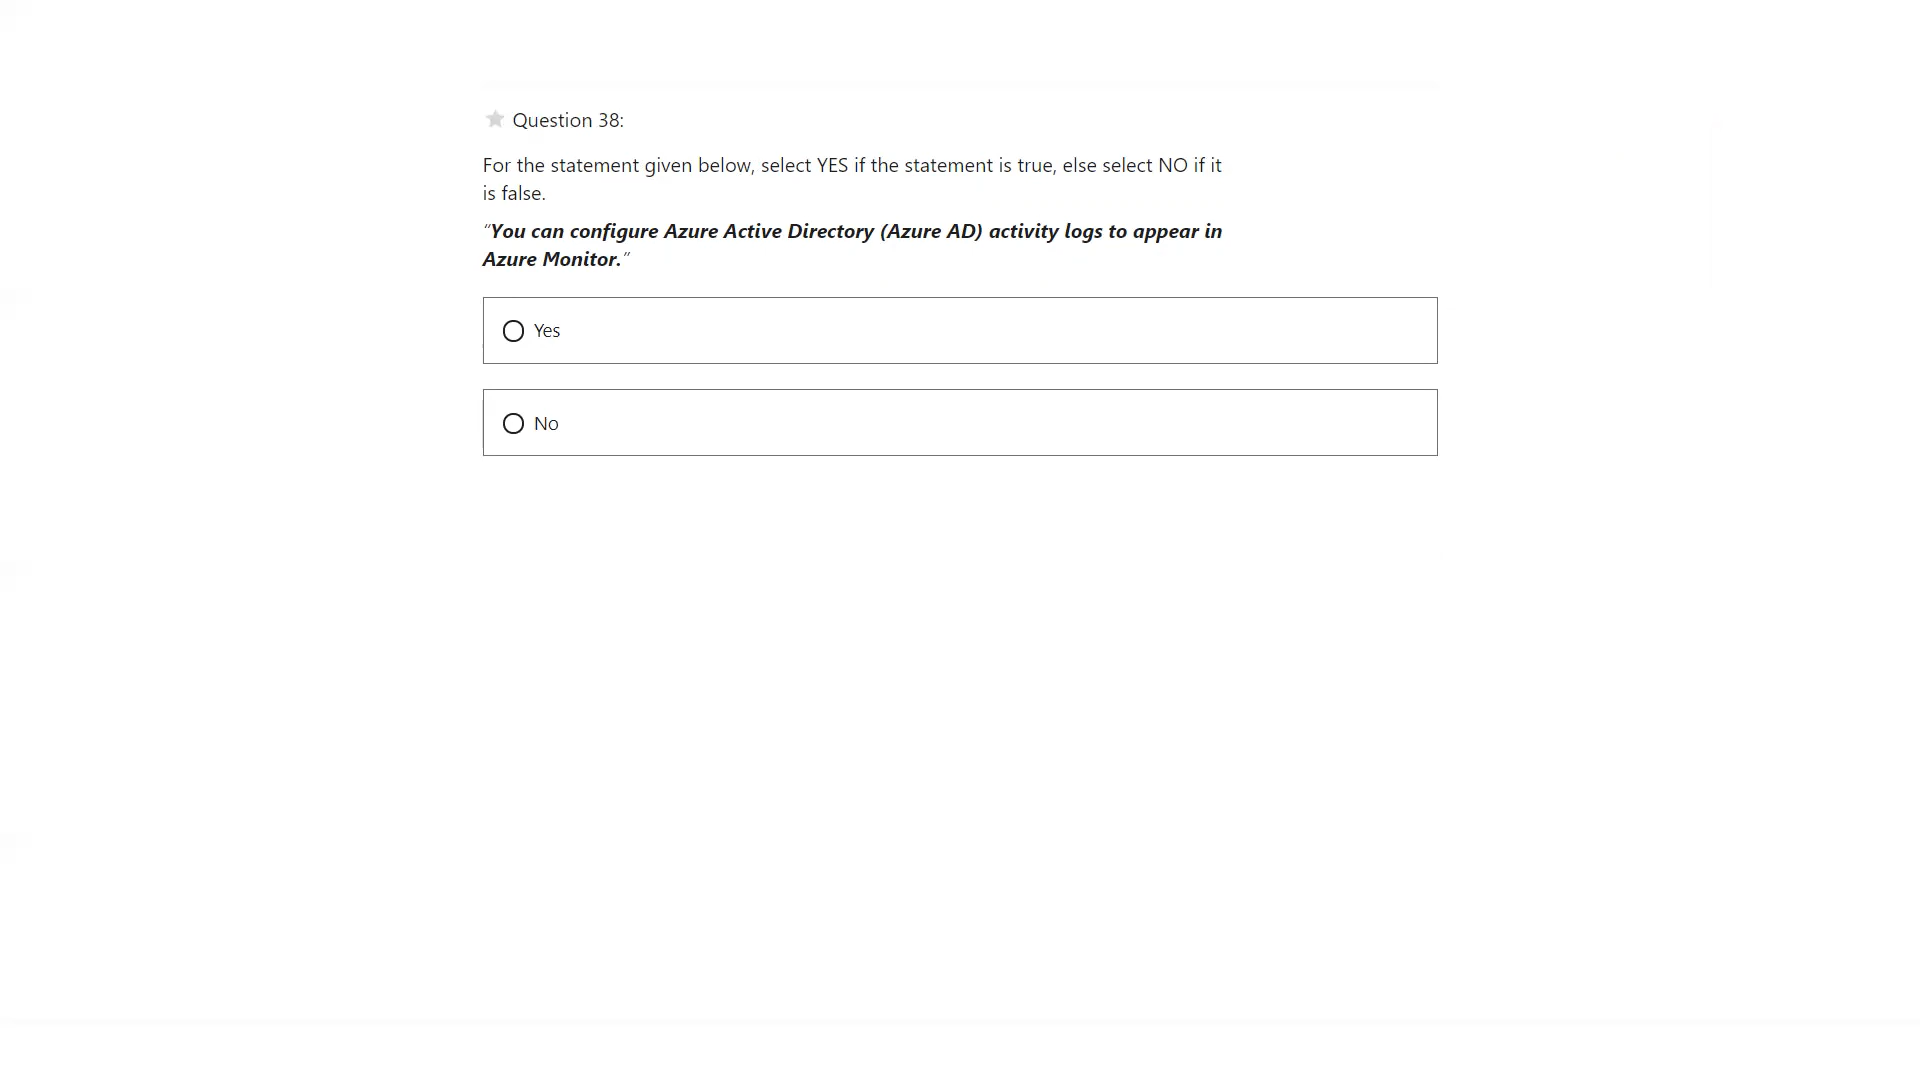 Question 38:
For the statement given below, select YES if the statement is true, else select NO if it
is false.
"You can configure Azure Active Directory (Azure AD) activity logs to appear in
Azure Monitor."
Yes
No